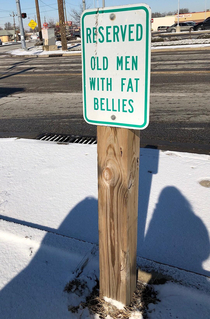 RESERVED
OLD MEN
WITH FAT
BELLIES